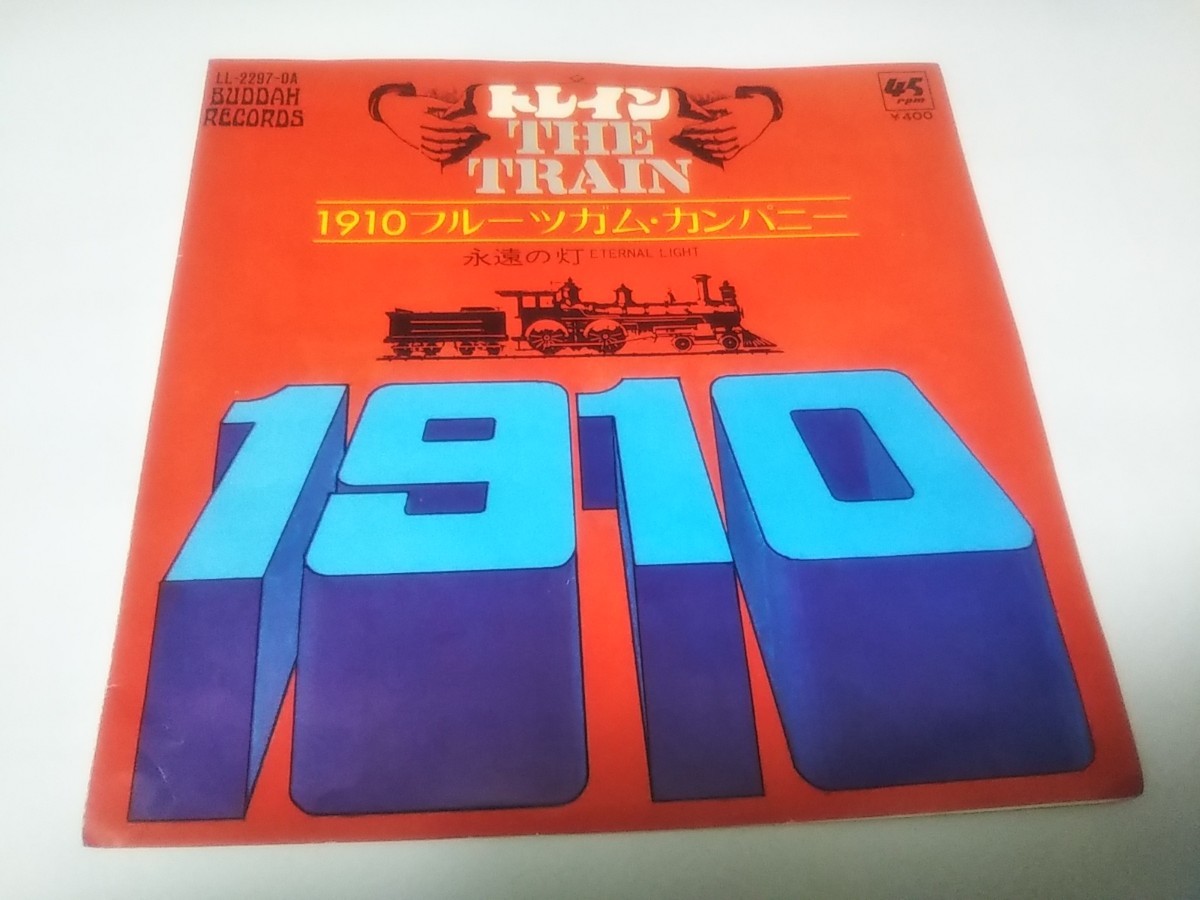 LL-2297-DA
BUDDAH
RECORDS
トレイン
THE
TRAIN
45
rpm
¥400
1910フルーツガム・カンパニー
永遠の灯 ETERNAL LIGHT
1910